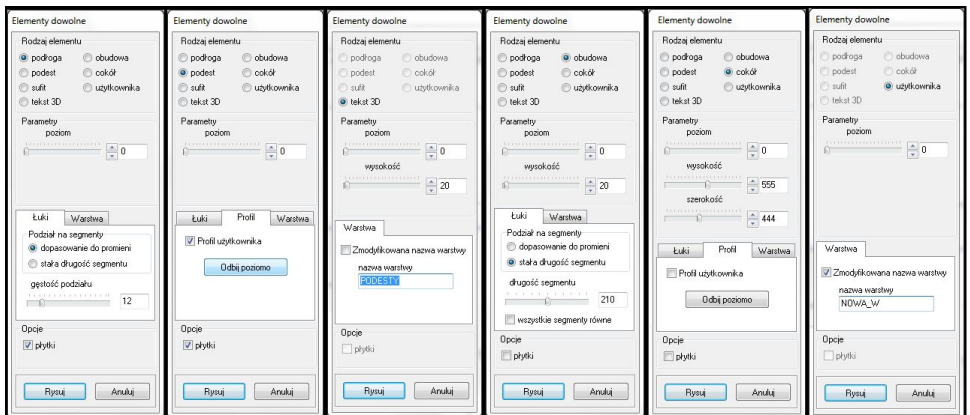 Elementy dowolne
Rodzaj elementu
podłoga obudowa
podest cokół
sufit użytkownika
tekst 3D
Parametry
poziom
0
Łuki Warstwa
Podział na segmenty
dopasowanie do promieni
stała długość segmentu
gęstość podziału
12
Opcje
płytki
Rysuj Anuluj
Elementy dowolne
Rodzaj elementu
podłoga obudowa
podest cokół
sufit użytkownika
tekst 3D
Parametry
poziom
0
Łuki Profil Warstwa
Profil użytkownika
Odbij poziomo
Opcje
płytki
Rysuj Anuluj
Elementy dowolne
Rodzaj elementu
podłoga obudowa
podest cokół
sufit użytkownika
tekst 3D
Parametry
poziom
0
wysokość
20
Warstwa
Zmodyfikowana nazwa warstwy
nazwa warstwy
PODESTY
Opcje
płytki
Rysuj Anuluj
Elementy dowolne
Rodzaj elementu
podłoga obudowa
podest cokół
sufit użytkownika
tekst 3D
Parametry
poziom
0
wysokość
20
Łuki Warstwa
Podział na segmenty
dopasowanie do promieni
stała długość segmentu
długość segmentu
210
wszystkie segmenty równe
Opcje
płytki
Rysuj Anuluj
Elementy dowolne
Rodzaj elementu
podłoga obudowa
podest cokół
sufit użytkownika
tekst 3D
Parametry
poziom
0
wysokość
555
szerokość
444
Łuki Profil Warstwa
Profil użytkownika
Odbij poziomo
Opcje
płytki
Rysuj Anuluj
Elementy dowolne
Rodzaj elementu
podłoga obudowa
podest cokół
sufit użytkownika
tekst 3D
Parametry
poziom
0
Warstwa
Zmodyfikowana nazwa warstwy
nazwa warstwy
NOWA_W
Opcje
płytki
Rysuj Anuluj